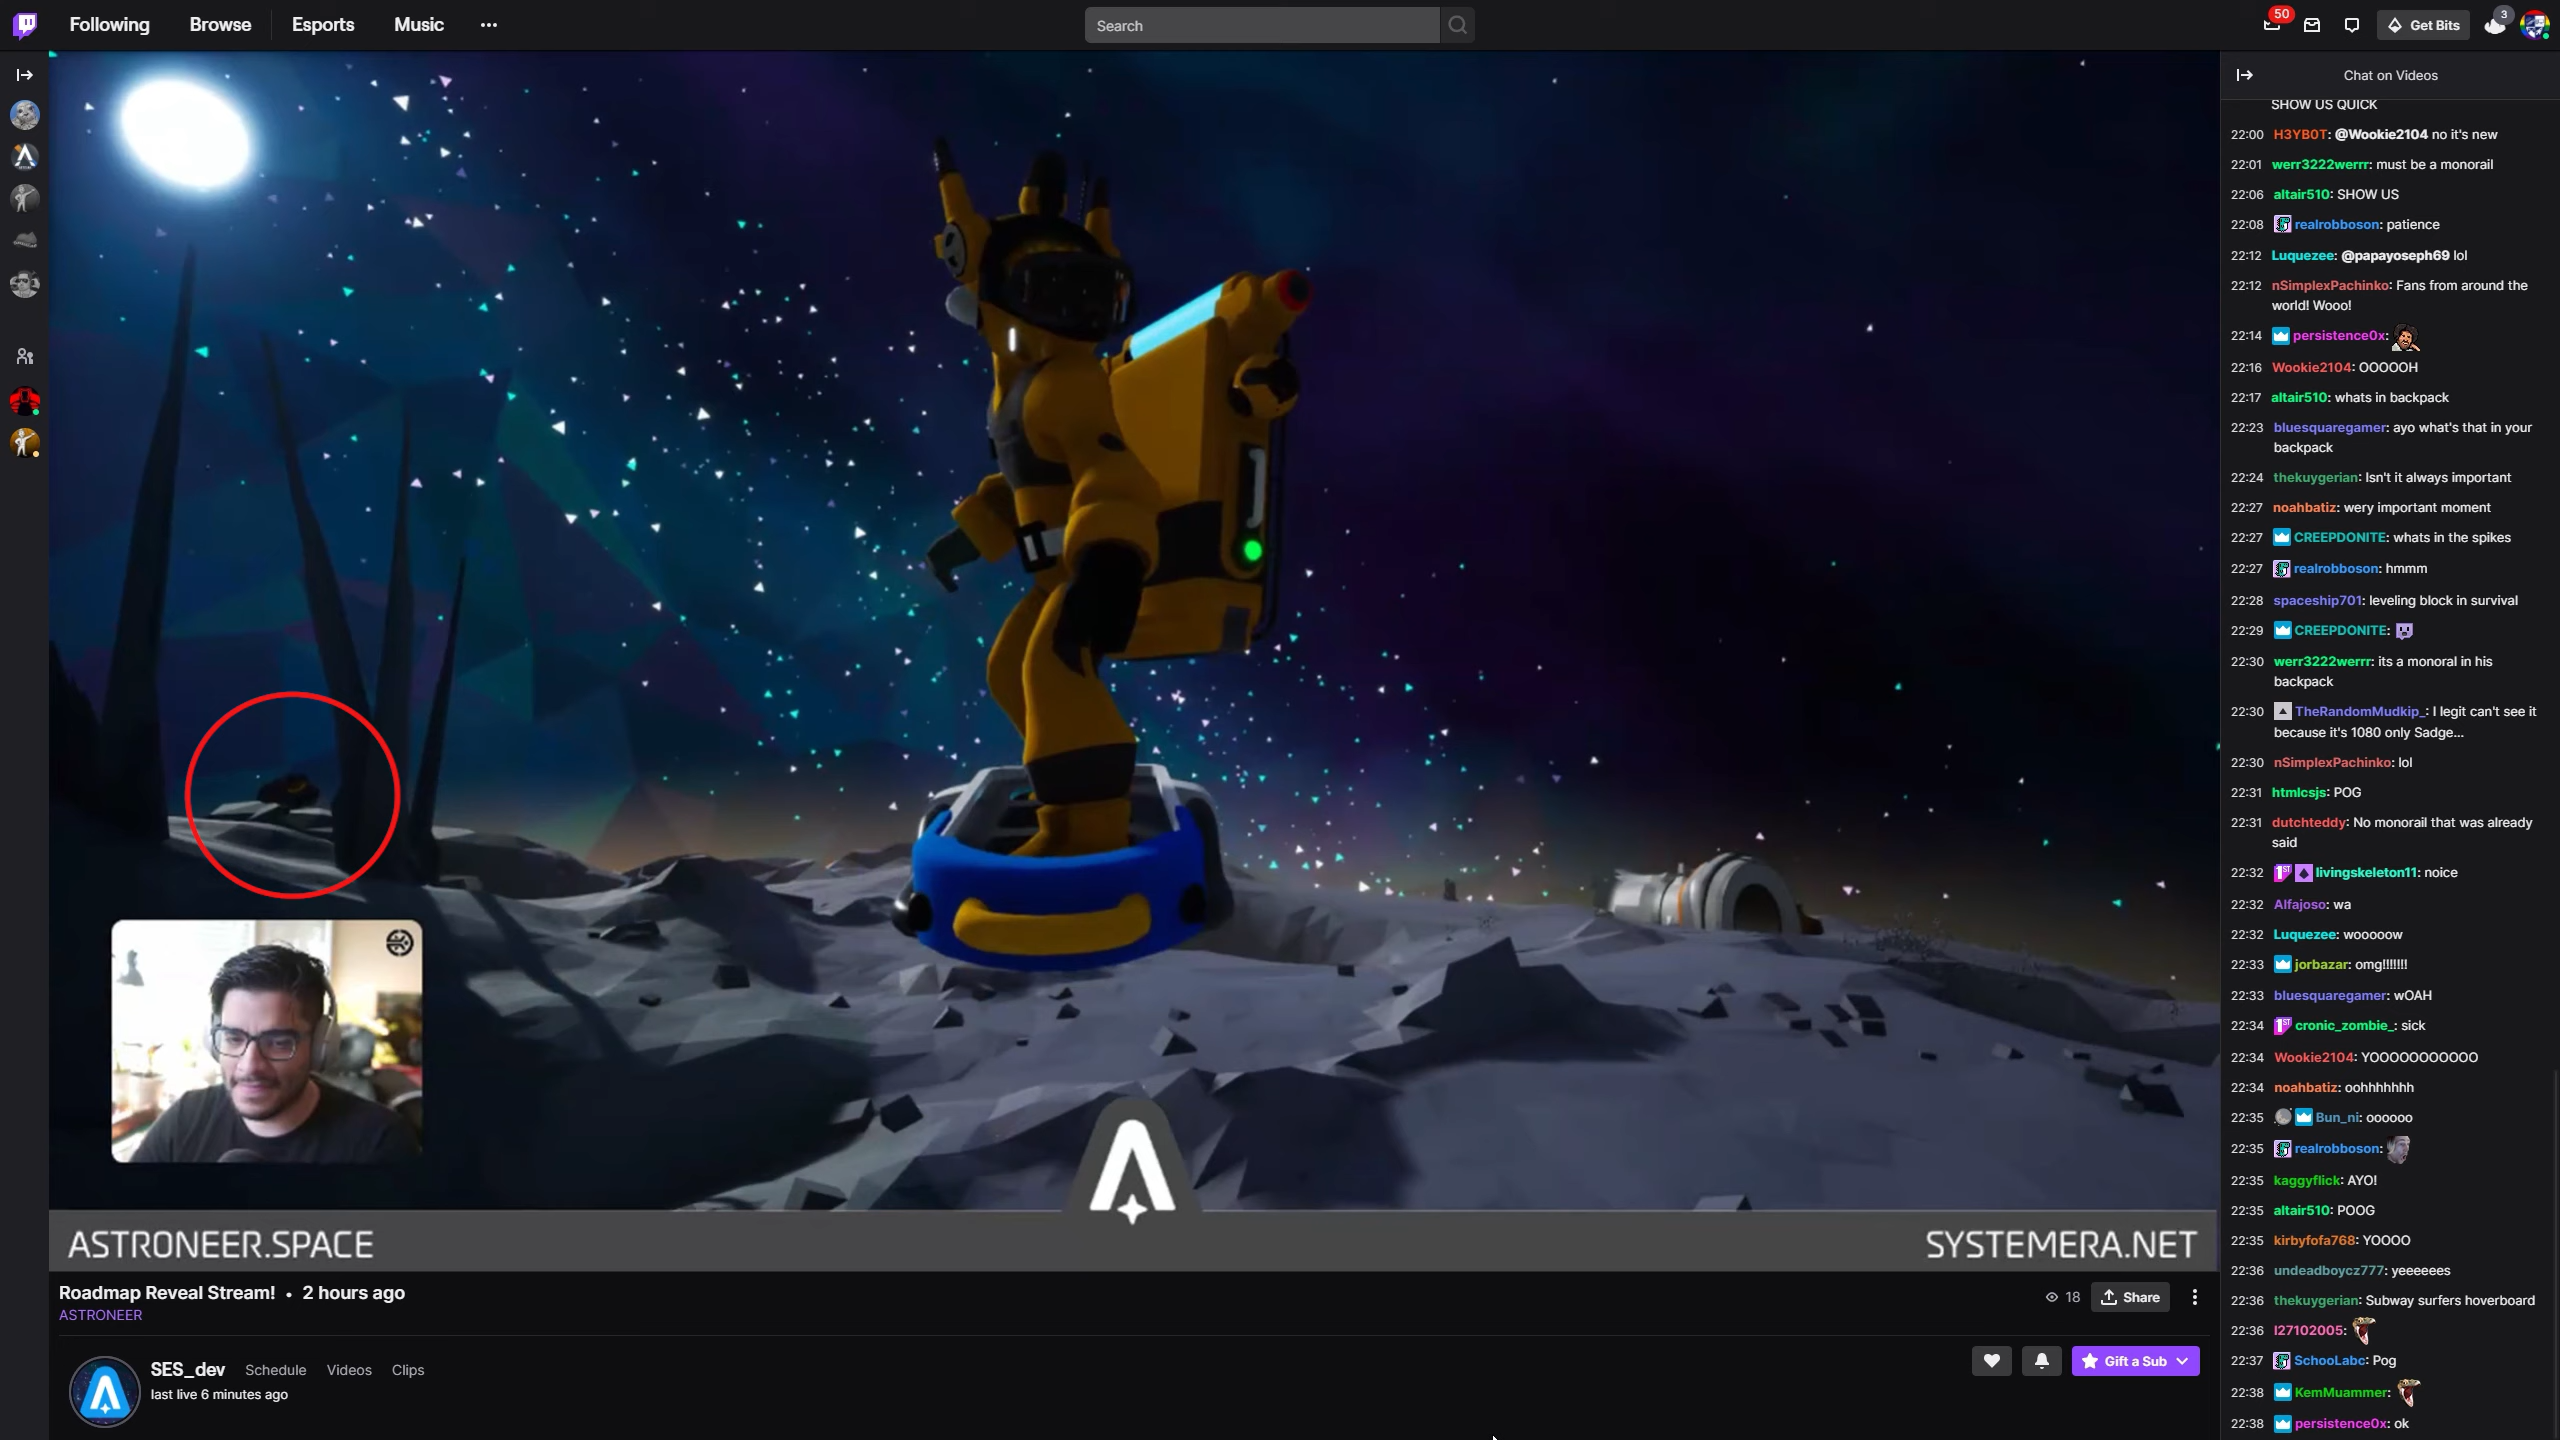 Following
Browse
Esports
Music
Search
50
Get Bits
3
Chat on Videos
SHOW US QUICK
22:00 H3YB0T: @Wookie2104 no it's new
22:01 werr3222werrr: must be a monorail
22:06 altair510: SHOW US
22:08 realrobboson: patience
22:12 Luquezee: @papayoseph69 lol
22:12 nSimplexPachinko: Fans from around the
world! Wooo!
22:14 persistence0x:
22:16 Wookie2104: OOOOOH
22:17 altair510: whats in backpack
22:23 bluesquaregamer: ayo what's that in your
backpack
22:24 thekuygerian: Isn't it always important
22:27 noahbatiz: wery important moment
22:27 CREEPDONITE: whats in the spikes
22:27 realrobboson: hmmm
22:28 spaceship701: leveling block in survival
22:29 CREEPDONITE:
22:30 werr3222werrr: its a monoral in his
backpack
22:30 TheRandomMudkip_: I legit can't see it
because it's 1080 only Sadge...
22:30 nSimplexPachinko: lol
22:31 htmlcsjs: POG
22:31 dutchteddy: No monorail that was already
said
22:32 1ST livingskeleton11: noice
22:32 Alfajoso: wa
22:32 Luquezee: wooooow
22:33 jorbazar: omg!!!!!!!
22:33 bluesquaregamer: wOAH
22:34 1ST cronic_zombie_: sick
22:34 Wookie2104: YOOOOOOOOOOO
22:34 noahbatiz: oohhhhhhh
22:35 Bun_ni: oooooo
22:35 realrobboson:
22:35 kaggyflick: AYO!
22:35 altair510: POOG
22:35 kirbyfofa768: YOOOO
22:36 undeadboycz777: yeeeeees
22:36 thekuygerian: Subway surfers hoverboard
22:36 l27102005:
22:37 SchooLabc: Pog
22:38 KemMuammer:
22:38 persistence0x: ok
ASTRONEER.SPACE
SYSTEMERA.NET
Roadmap Reveal Stream! • 2 hours ago
ASTRONEER
18
Share
SES_dev
Schedule
Videos
Clips
last live 6 minutes ago
Gift a Sub